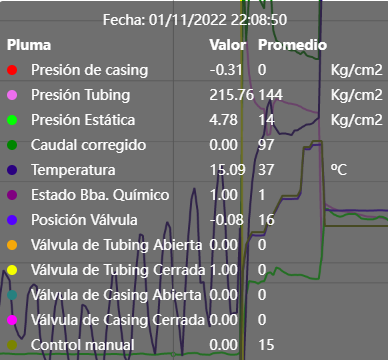 Fecha: 01/11/2022 22:08:50
Pluma Valor Promedio
Presión de casing -0.31 0 Kg/cm2
Presión Tubing 215.76 144 Kg/cm2
Presión Estática 4.78 14 Kg/cm2
Caudal corregido 0.00 97
Temperatura 15.09 37 ºC
Estado Bba. Químico 1.00 1
Posición Válvula -0.08 16
Válvula de Tubing Abierta 0.00 0
Válvula de Tubing Cerrada 1.00 0
Válvula de Casing Abierta 0.00 0
Válvula de Casing Cerrada 0.00 0
Control manual 0.00 15